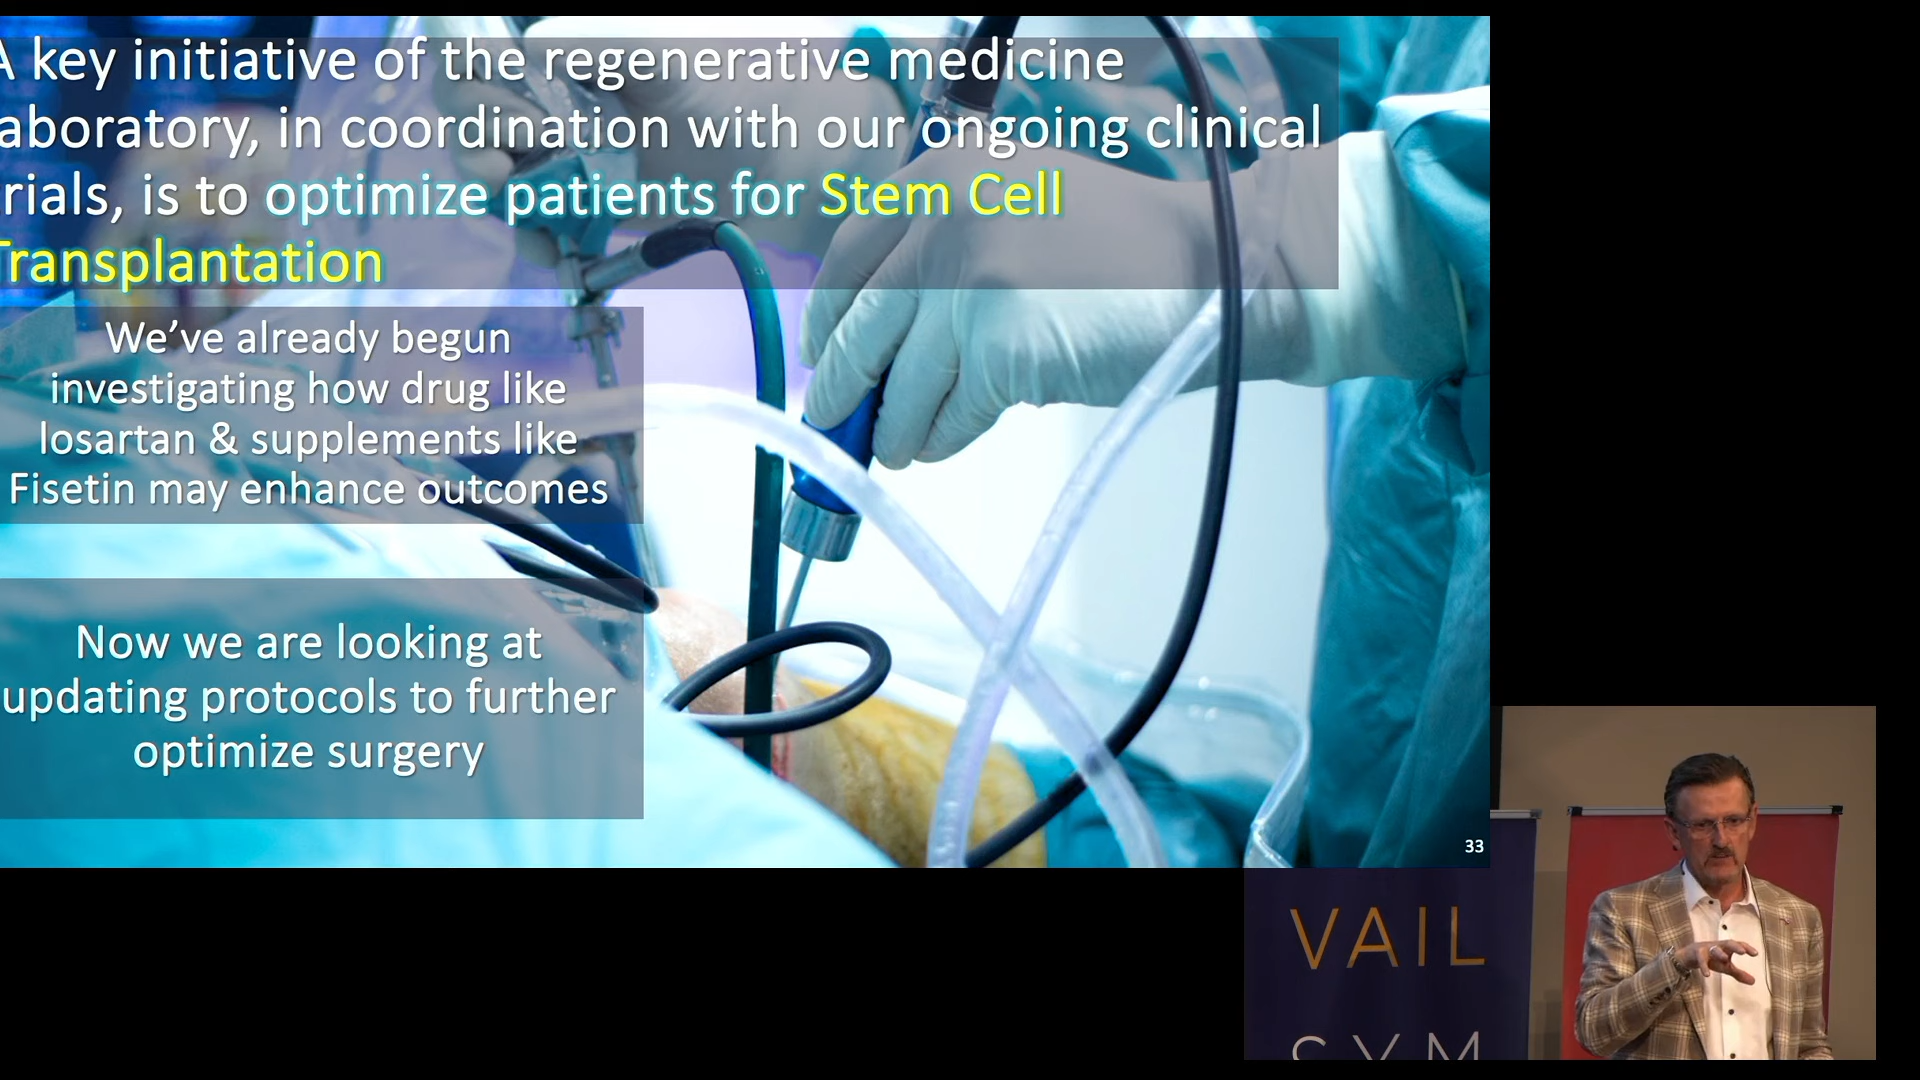 A key initiative of the regenerative medicine
aboratory, in coordination with our ongoing clinical
rials, is to optimize patients for Stem Cell
Transplantation
We've already begun
investigating how drug like
losartan & supplements like
Fisetin may enhance outcomes
Now we are looking at
updating protocols to further
optimize surgery
33
VAIL
SYM